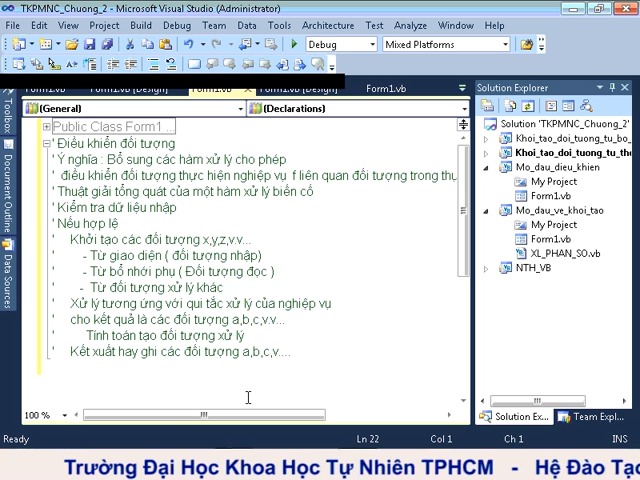 TKPMNC_Chuong_2 - Microsoft Visual Studio (Administrator)
File Edit View Project Build Debug Team Data Tools Architecture Test Analyze Window Help
Debug Mixed Platforms
Form1.vb
Solution Explorer
(General) (Declarations)
Toolbox
Document Outline
Data Sources
Public Class Form1 ...
' Điều khiển đối tượng
' Ý nghĩa : Bổ sung các hàm xử lý cho phép
' điều khiển đối tượng thực hiện nghiệp vụ f liên quan đối tượng trong thụ
' Thuật giải tổng quát của một hàm xử lý biến cố
' Kiểm tra dữ liệu nhập
' Nếu hợp lệ
' Khởi tạo các đối tượng x,y,z,v.v...
' - Từ giao diện ( đối tượng nhập)
' - Từ bổ nhới phụ ( Đối tượng đọc )
' - Từ đối tượng xử lý khác
' Xử lý tương ứng với qui tắc xử lý của nghiệp vụ
' cho kết quả là các đối tượng a,b,c,v.v...
' Tính toán tạo đối tượng xử lý
' Kết xuất hay ghi các đối tượng a,b,c,v....
Solution 'TKPMNC_Chuong_2'
Khoi_tao_doi_tuong_tu_bo_
Khoi_tao_doi_tuong_tu_the
Mo_dau_dieu_khien
My Project
Form1.vb
Mo_dau_ve_khoi_tao
My Project
Form1.vb
XL_PHAN_SO.vb
NTH_VB
100 %
Solution Ex... Team Expl...
Ready Ln 22 Col 1 Ch 1 INS
Trường Đại Học Khoa Học Tự Nhiên TPHCM - Hệ Đào Tạo